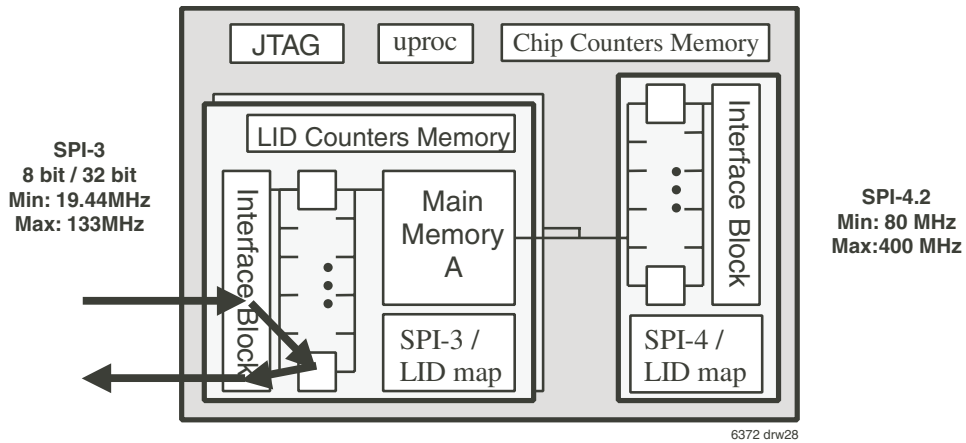 JTAG
uproc
Chip Counters Memory
LID Counters Memory
SPI-3
8 bit / 32 bit
Min: 19.44MHz
Max: 133MHz
Interface Block
Main
Memory
A
SPI-3 /
LID map
Interface Block
SPI-4 /
LID map
SPI-4.2
Min: 80 MHz
Max:400 MHz
6372 drw28